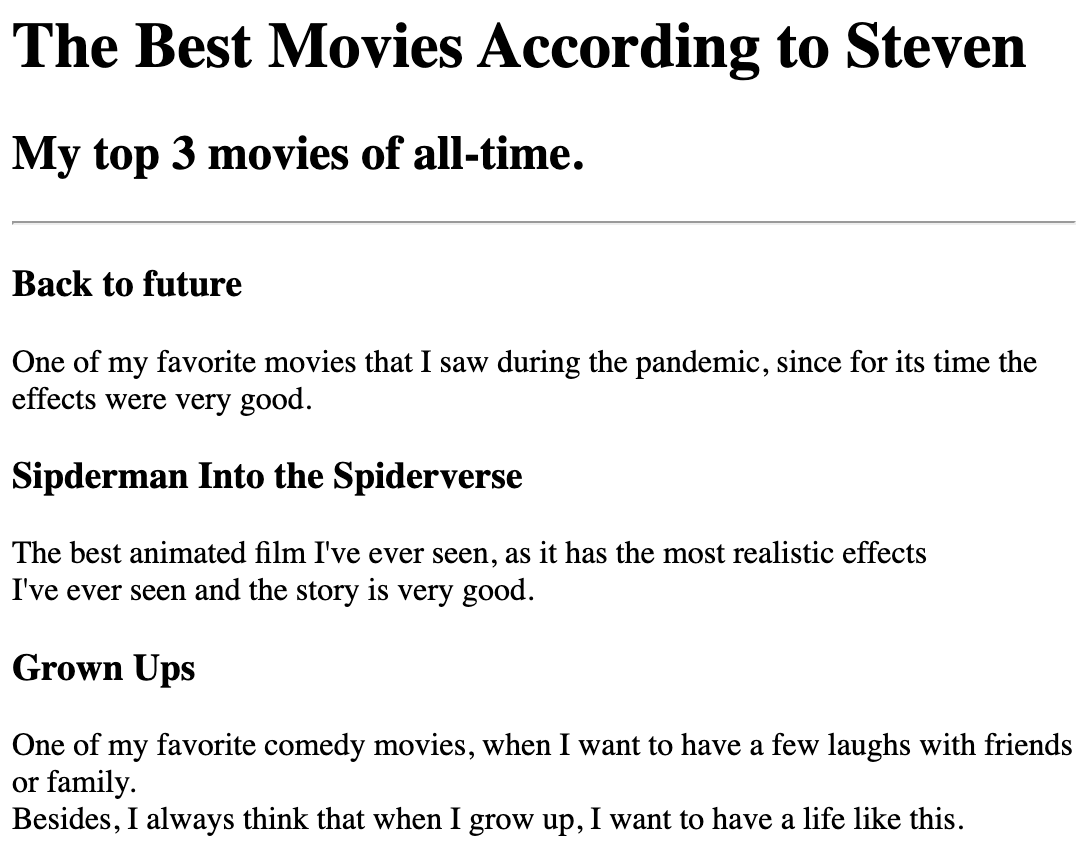 The Best Movies According to Steven
My top 3 movies of all-time.
Back to future
One of my favorite movies that I saw during the pandemic, since for its time the
effects were very good.
Sipderman Into the Spiderverse
The best animated film I've ever seen, as it has the most realistic effects
I've ever seen and the story is very good.
Grown Ups
One of my favorite comedy movies, when I want to have a few laughs with friends
or family.
Besides, I always think that when I grow up, I want to have a life like this.